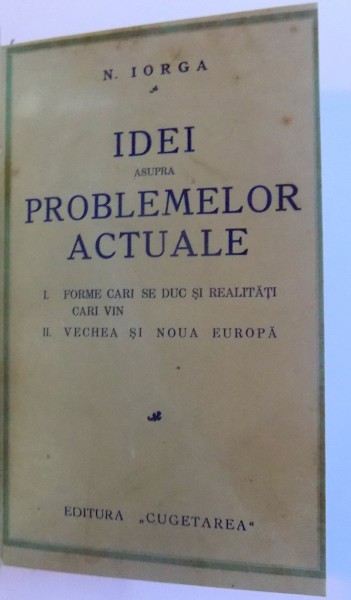 N. IORGA
IDEI
ASUPRA
PROBLEMELOR
ACTUALE
I. FORME CARI SE DUC ȘI REALITĂȚI
CARI VIN
II. VECHEA ȘI NOUA EUROPĂ
EDITURA „CUGETAREA"